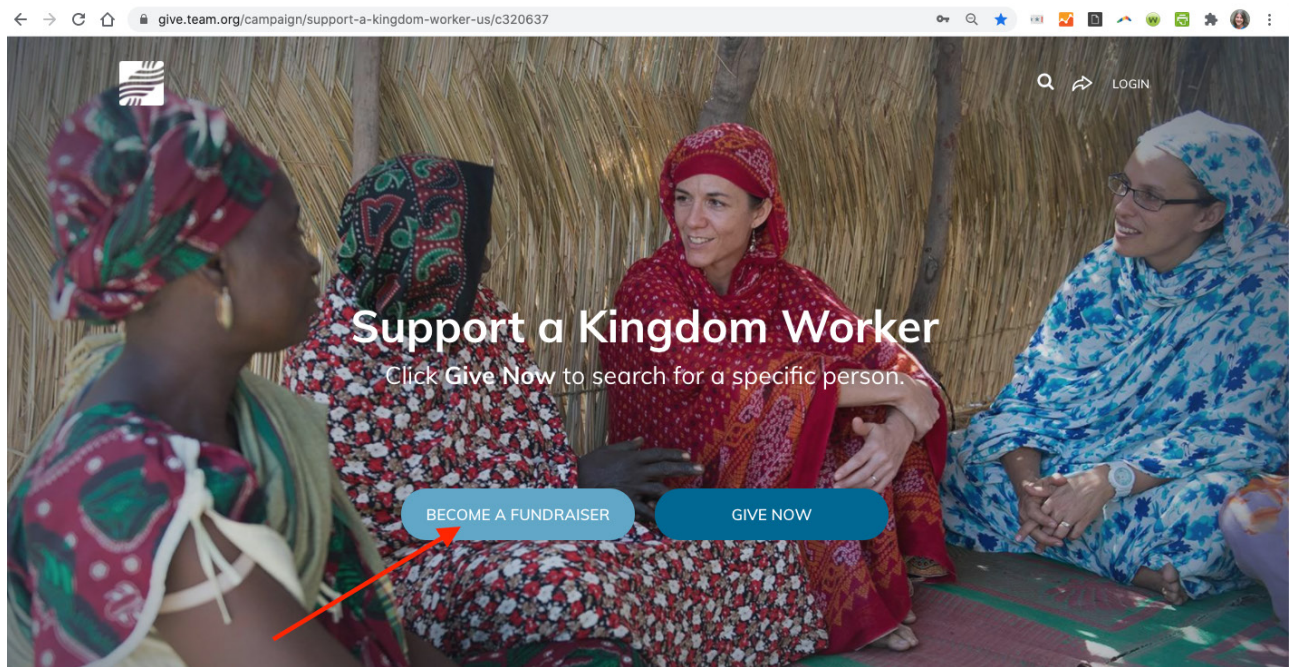 give.team.org/campaign/support-a-kingdom-worker-us/c320637
LOGIN
Support a Kingdom Worker
Click Give Now to search for a specific person.
BECOME A FUNDRAISER
GIVE NOW